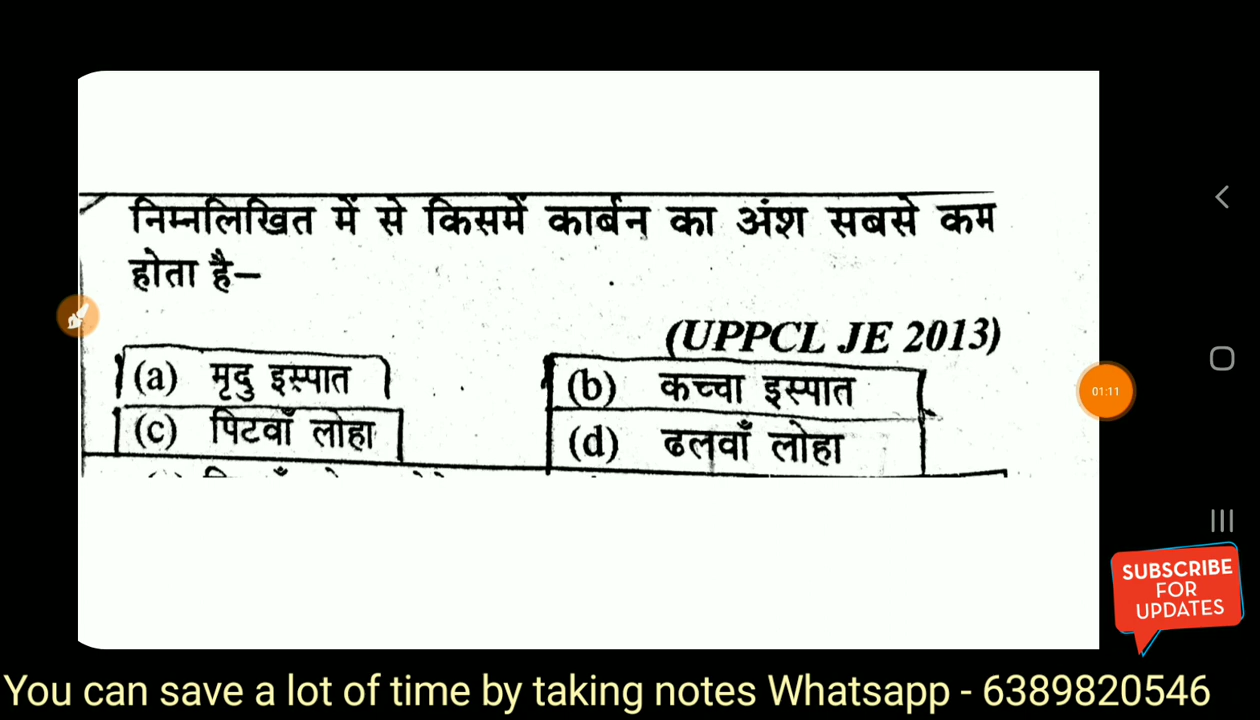 निम्नलिखित में से किसमें कार्बन का अंश सबसे कम
होता है–
(UPPCL JE 2013)
(a) मृदु इस्पात (b) कच्चा इस्पात
(c) पिटवाँ लोहा (d) ढलवाँ लोहा
01:11
SUBSCRIBE
FOR
UPDATES
You can save a lot of time by taking notes Whatsapp - 6389820546